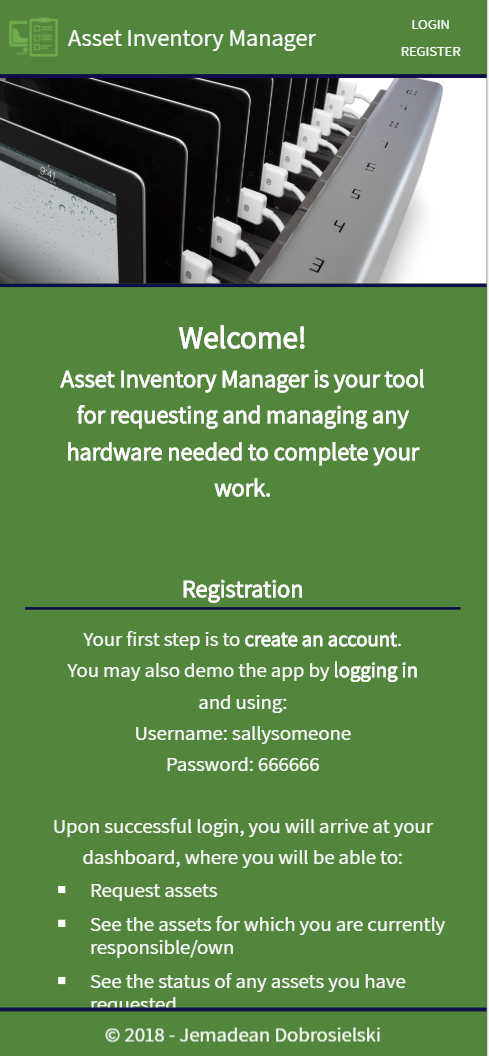 Asset Inventory Manager
LOGIN
REGISTER
9:41
6
5
4
3
Welcome!
Asset Inventory Manager is your tool
for requesting and managing any
hardware needed to complete your
work.
Registration
Your first step is to create an account.
You may also demo the app by logging in
and using:
Username: sallysomeone
Password: 666666
Upon successful login, you will arrive at your
dashboard, where you will be able to:
Request assets
See the assets for which you are currently
responsible/own
See the status of any assets you have
requested
© 2018 - Jemadean Dobrosielski